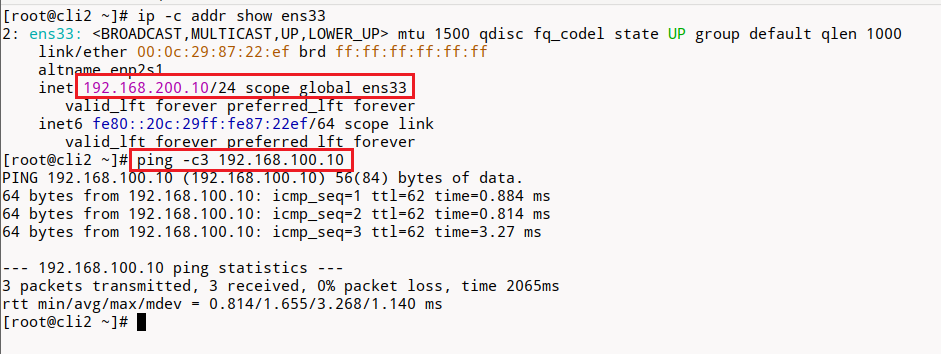 [root@cli2 ~]# ip -c addr show ens33
2: ens33: <BROADCAST,MULTICAST,UP,LOWER_UP> mtu 1500 qdisc fq_codel state UP group default qlen 1000
    link/ether 00:0c:29:87:22:ef brd ff:ff:ff:ff:ff:ff
    altname enp2s1
    inet 192.168.200.10/24 scope global ens33
       valid_lft forever preferred_lft forever
    inet6 fe80::20c:29ff:fe87:22ef/64 scope link
       valid_lft forever preferred_lft forever
[root@cli2 ~]# ping -c3 192.168.100.10
PING 192.168.100.10 (192.168.100.10) 56(84) bytes of data.
64 bytes from 192.168.100.10: icmp_seq=1 ttl=62 time=0.884 ms
64 bytes from 192.168.100.10: icmp_seq=2 ttl=62 time=0.814 ms
64 bytes from 192.168.100.10: icmp_seq=3 ttl=62 time=3.27 ms

--- 192.168.100.10 ping statistics ---
3 packets transmitted, 3 received, 0% packet loss, time 2065ms
rtt min/avg/max/mdev = 0.814/1.655/3.268/1.140 ms
[root@cli2 ~]#